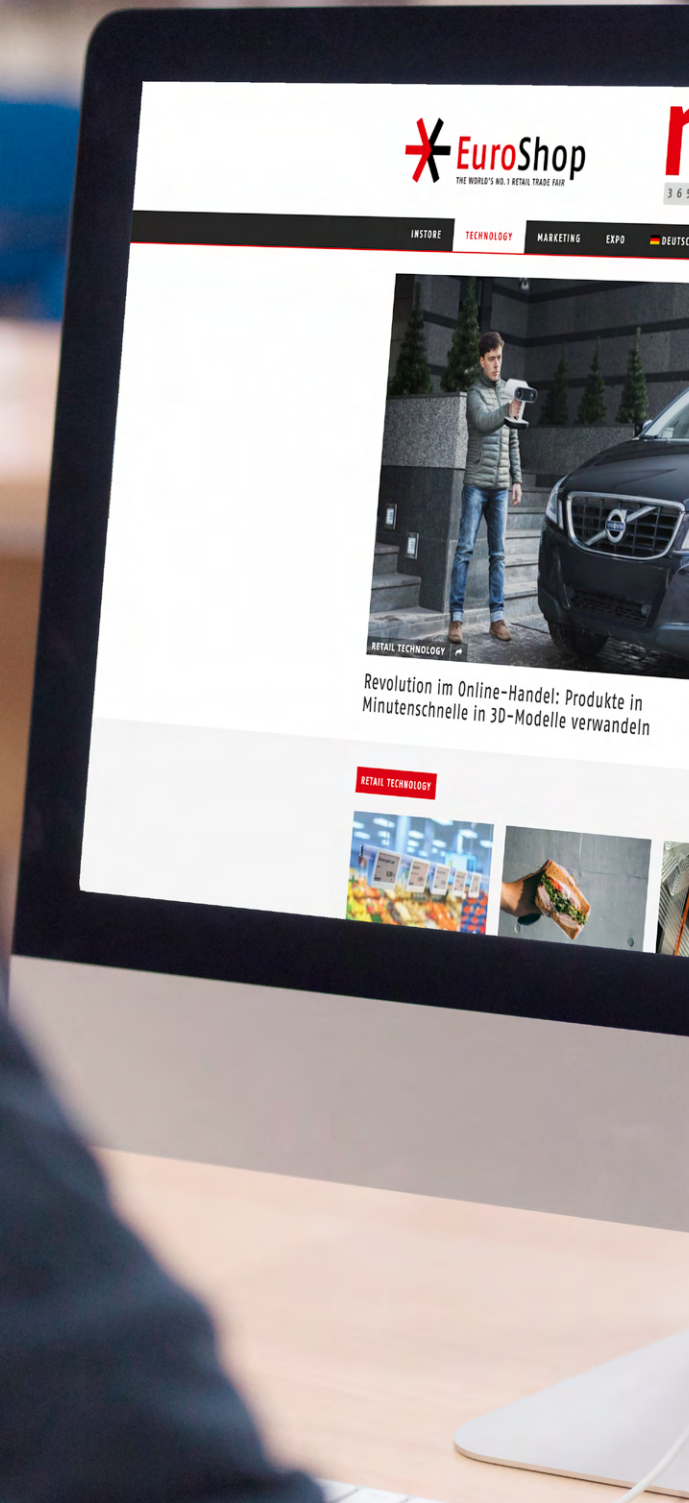 EuroShop
THE WORLD'S NO. 1 RETAIL TRADE FAIR
INSTORE
TECHNOLOGY
MARKETING
EXPO
RETAIL TECHNOLOGY
Revolution im Online-Handel: Produkte in
Minutenschnelle in 3D-Modelle verwandeln
RETAIL TECHNOLOGY